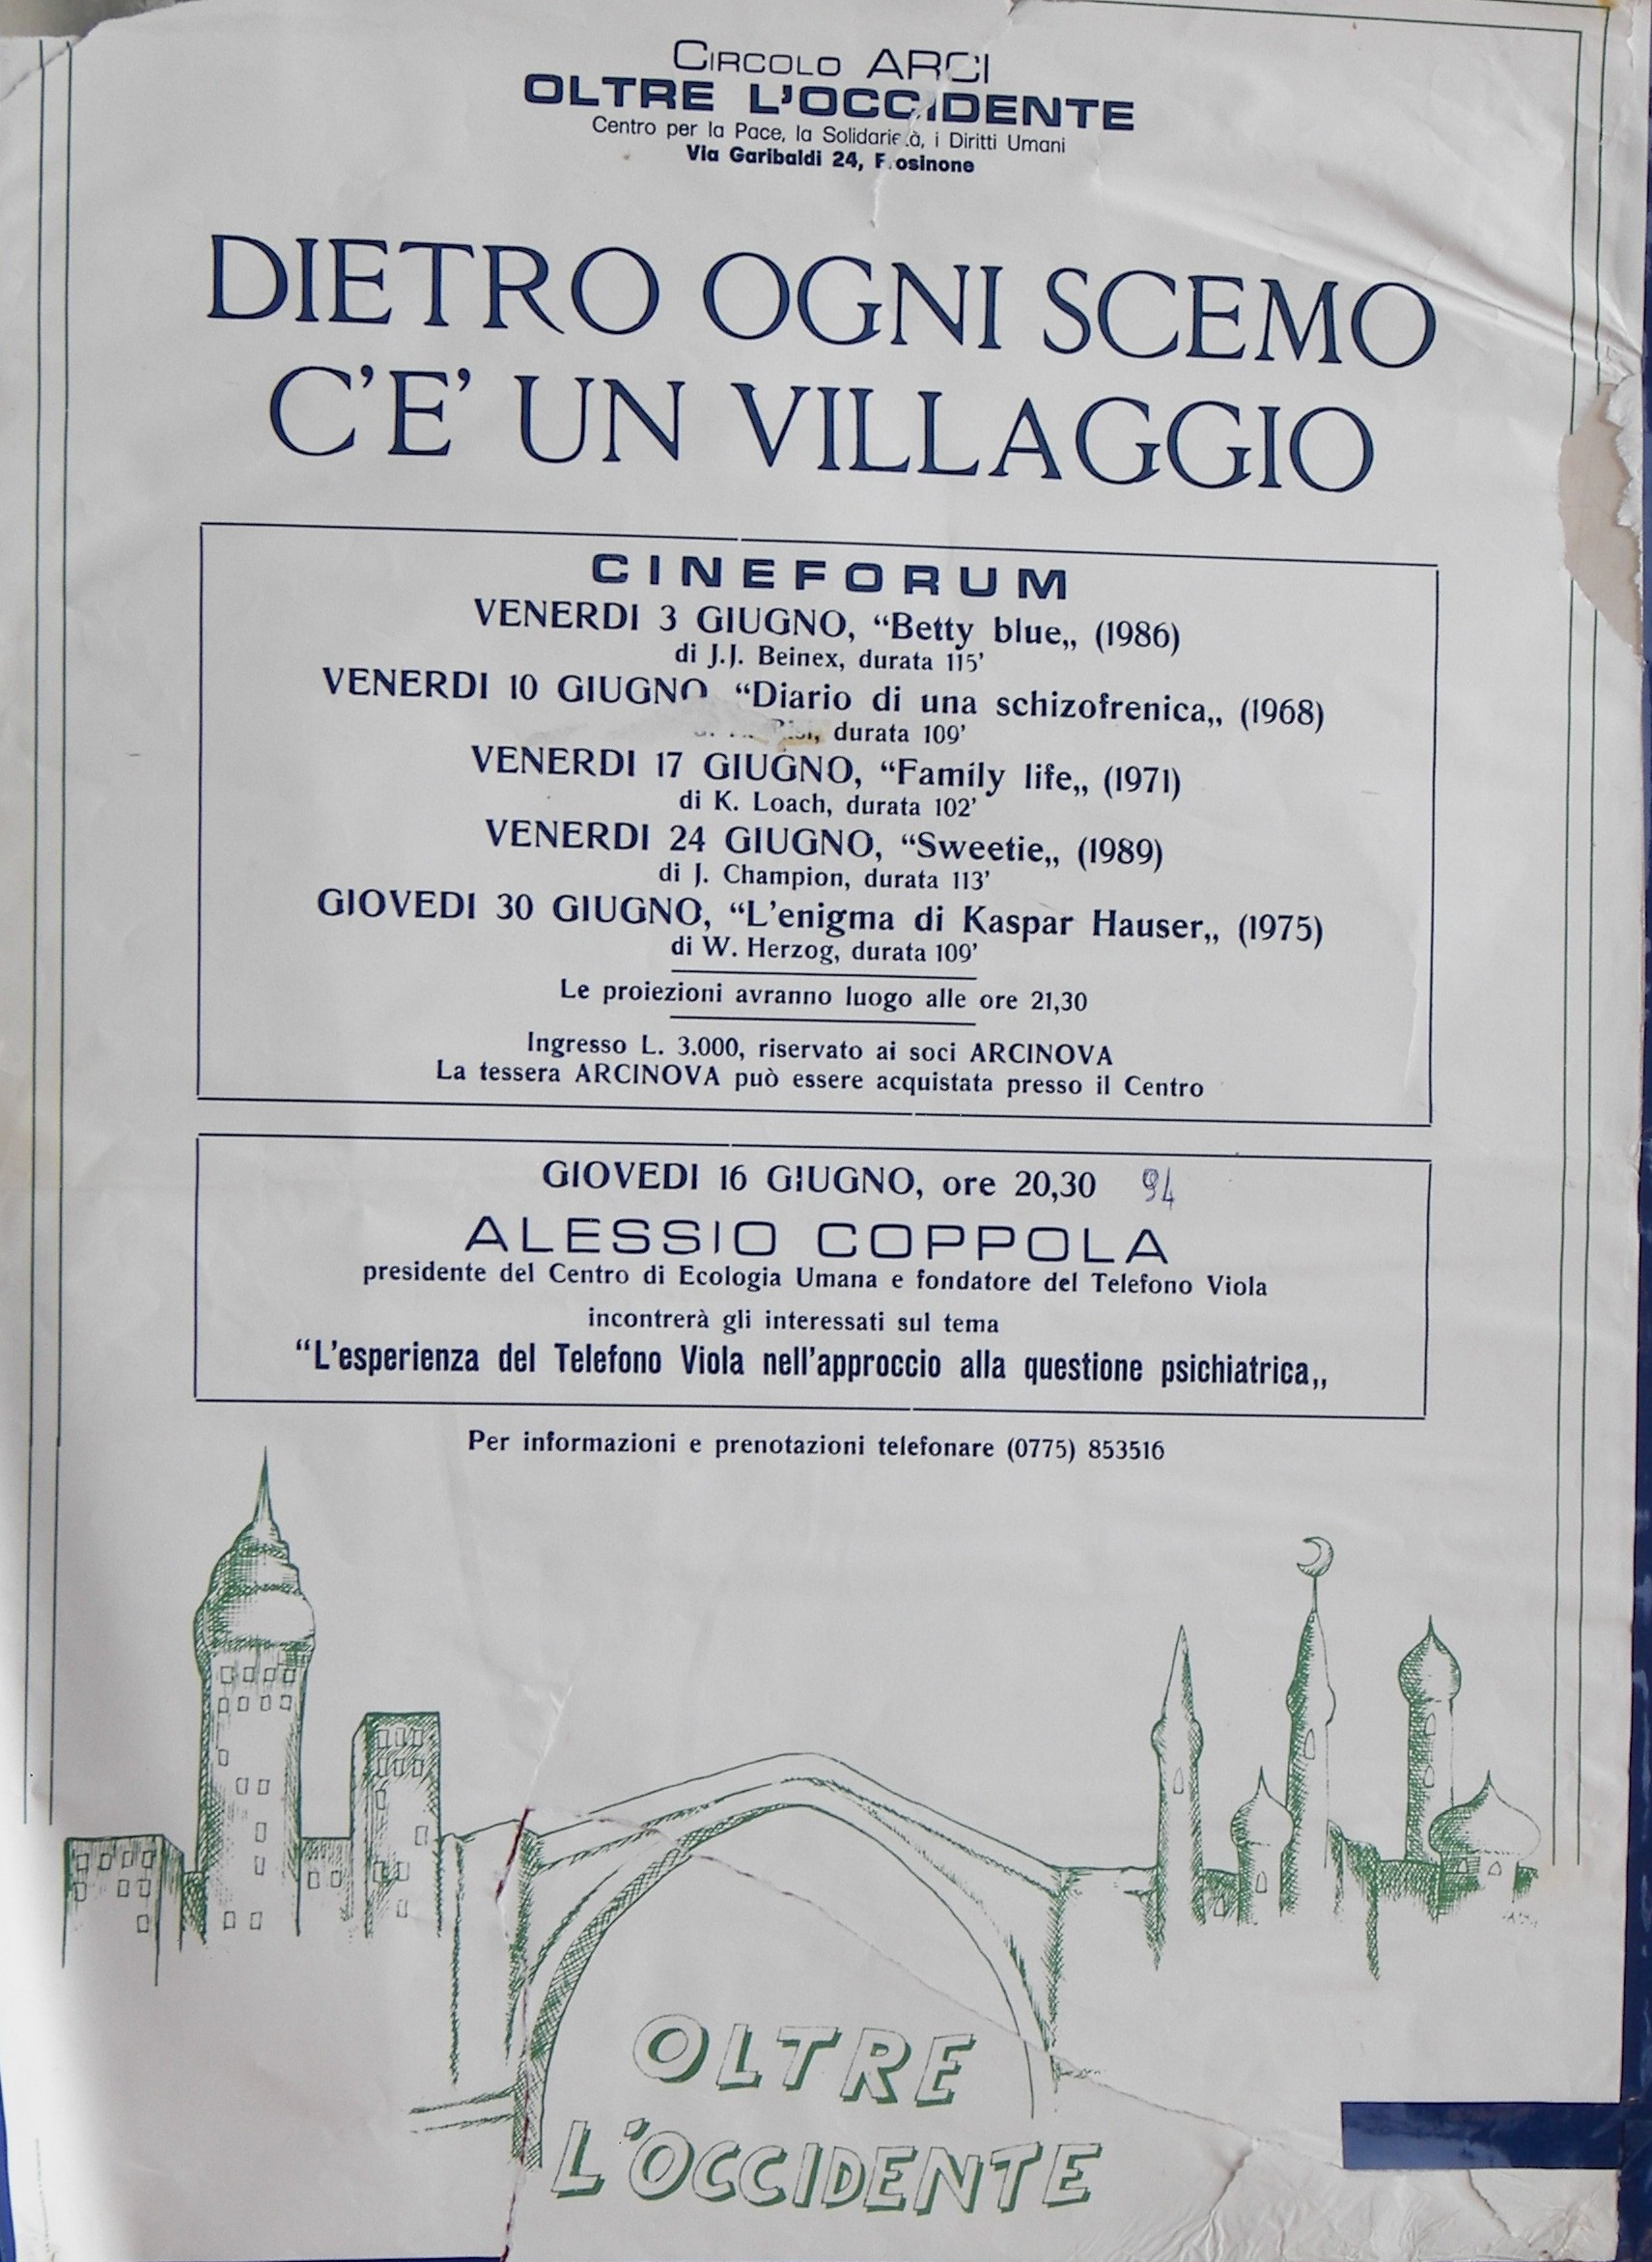 CIRCOLO ARCI
OLTRE L'OCCIDENTE
Centro per la Pace, la Solidarietà, i Diritti Umani
Via Garibaldi 24, Frosinone
DIETRO OGNI SCEMO
C'E' UN VILLAGGIO
CINEFORUM
VENERDI 3 GIUGNO, “Betty blue„ (1986)
di J.J. Beinex, durata 115'
VENERDI 10 GIUGNO, “Diario di una schizofrenica„ (1968)
durata 109'
VENERDI 17 GIUGNO, “Family life„ (1971)
di K. Loach, durata 102'
VENERDI 24 GIUGNO, “Sweetie„ (1989)
di J. Champion, durata 113'
GIOVEDI 30 GIUGNO, “L'enigma di Kaspar Hauser„ (1975)
di W. Herzog, durata 109'
Le proiezioni avranno luogo alle ore 21,30
Ingresso L. 3.000, riservato ai soci ARCINOVA
La tessera ARCINOVA può essere acquistata presso il Centro
GIOVEDI 16 GIUGNO, ore 20,30 94
ALESSIO COPPOLA
presidente del Centro di Ecologia Umana e fondatore del Telefono Viola
incontrerà gli interessati sul tema
“L'esperienza del Telefono Viola nell'approccio alla questione psichiatrica„
Per informazioni e prenotazioni telefonare (0775) 853516
OLTRE
L'OCCIDENTE